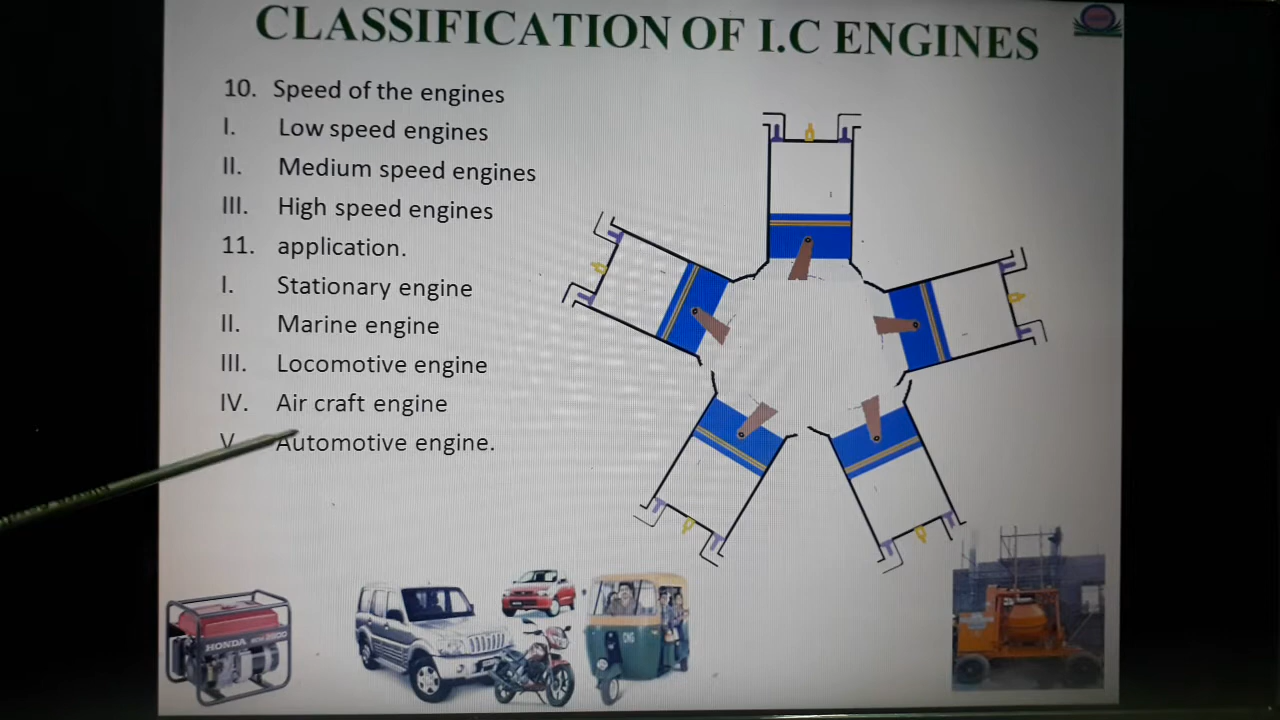 CLASSIFICATION OF I.C ENGINES
10. Speed of the engines
I. Low speed engines
II. Medium speed engines
III. High speed engines
11. application.
I. Stationary engine
II. Marine engine
III. Locomotive engine
IV. Air craft engine
V. Automotive engine.
HONDA
CNG